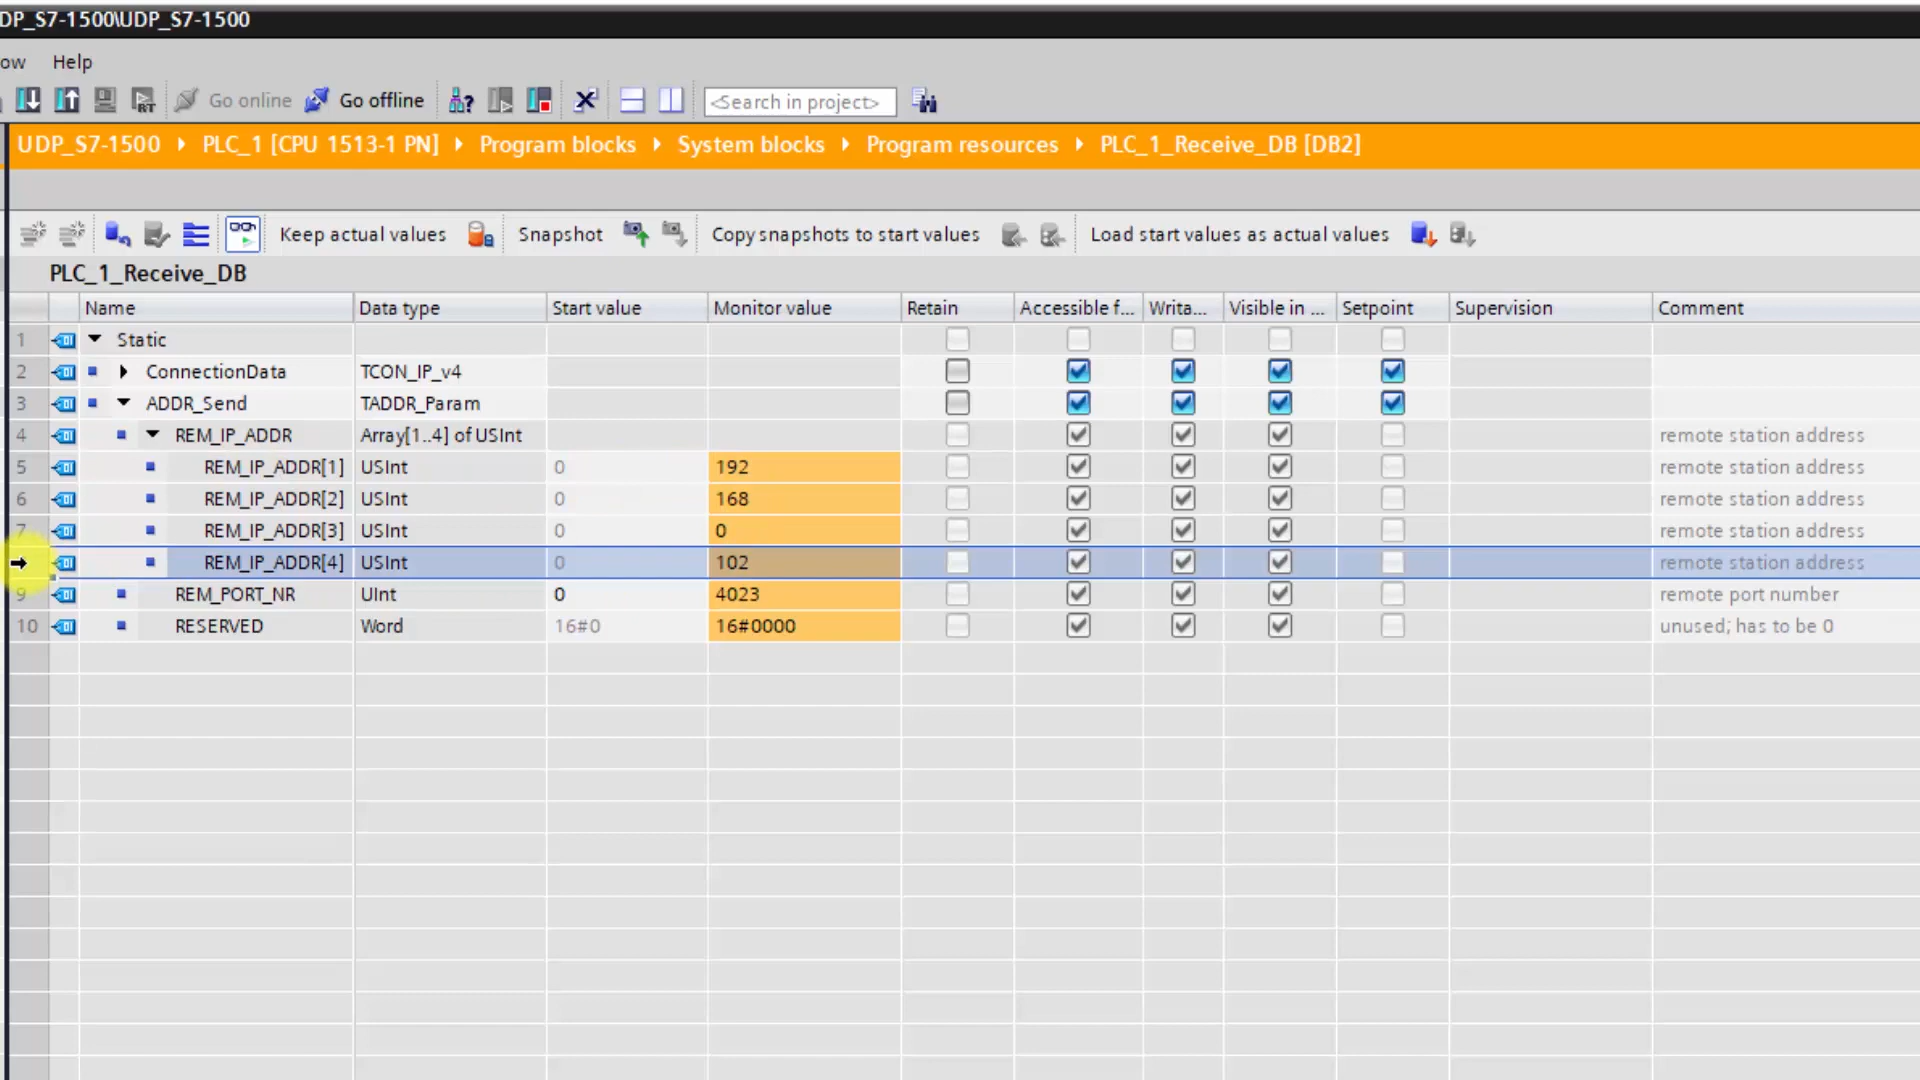 DP_S7-1500\UDP_S7-1500
ow Help
Go online Go offline <Search in project>
UDP_S7-1500 PLC_1 [CPU 1513-1 PN] Program blocks System blocks Program resources PLC_1_Receive_DB [DB2]
Keep actual values Snapshot Copy snapshots to start values Load start values as actual values
PLC_1_Receive_DB
Name Data type Start value Monitor value Retain Accessible f... Writa... Visible in ... Setpoint Supervision Comment
1 Static
2 ConnectionData TCON_IP_v4
3 ADDR_Send TADDR_Param
4 REM_IP_ADDR Array[1..4] of USInt remote station address
5 REM_IP_ADDR[1] USInt 0 192 remote station address
6 REM_IP_ADDR[2] USInt 0 168 remote station address
7 REM_IP_ADDR[3] USInt 0 0 remote station address
REM_IP_ADDR[4] USInt 0 102 remote station address
9 REM_PORT_NR UInt 0 4023 remote port number
10 RESERVED Word 16#0 16#0000 unused; has to be 0